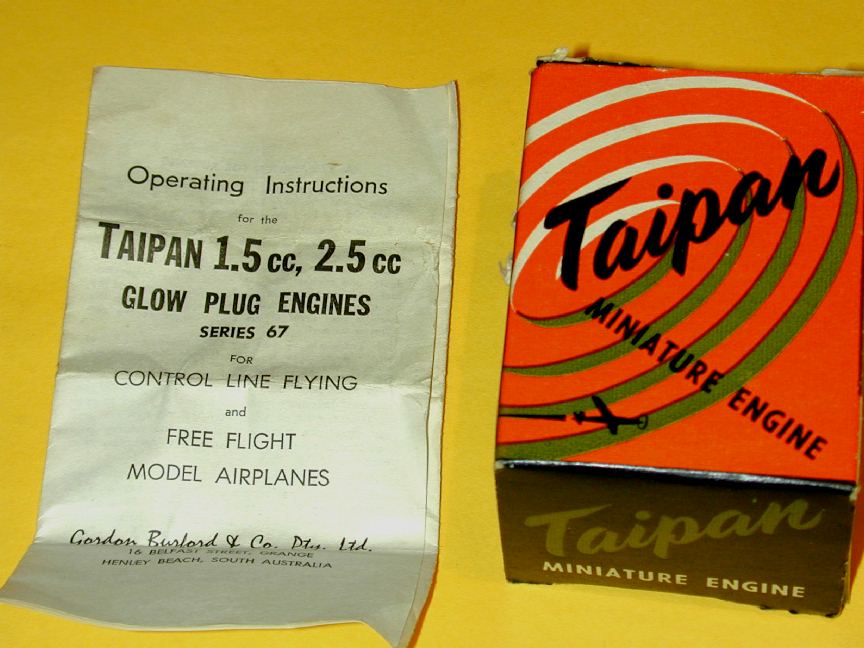 Operating Instructions
for the
TAIPAN 1.5 cc, 2.5 cc
GLOW PLUG ENGINES
SERIES 67
FOR
CONTROL LINE FLYING
and
FREE FLIGHT
MODEL AIRPLANES
Gordon Burford & Co. Pty. Ltd.
16 BELFAST STREET, GRANGE
HENLEY BEACH, SOUTH AUSTRALIA
Taipan
MINIATURE ENGINE
Taipan
MINIATURE ENGINE